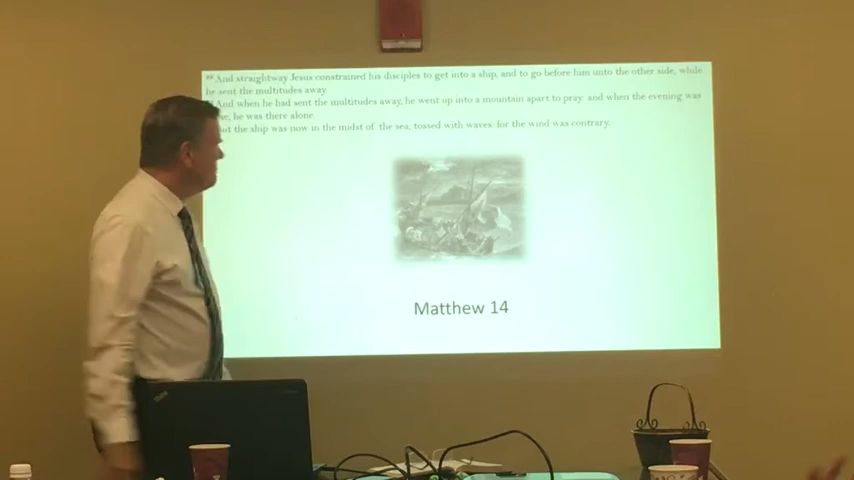 And straightway Jesus constrained his disciples to get into a ship, and to go before him unto the other side, while
he sent the multitudes away.
And when he had sent the multitudes away, he went up into a mountain apart to pray: and when the evening was
he was there alone.
the ship was now in the midst of the sea, tossed with waves: for the wind was contrary.
Matthew 14